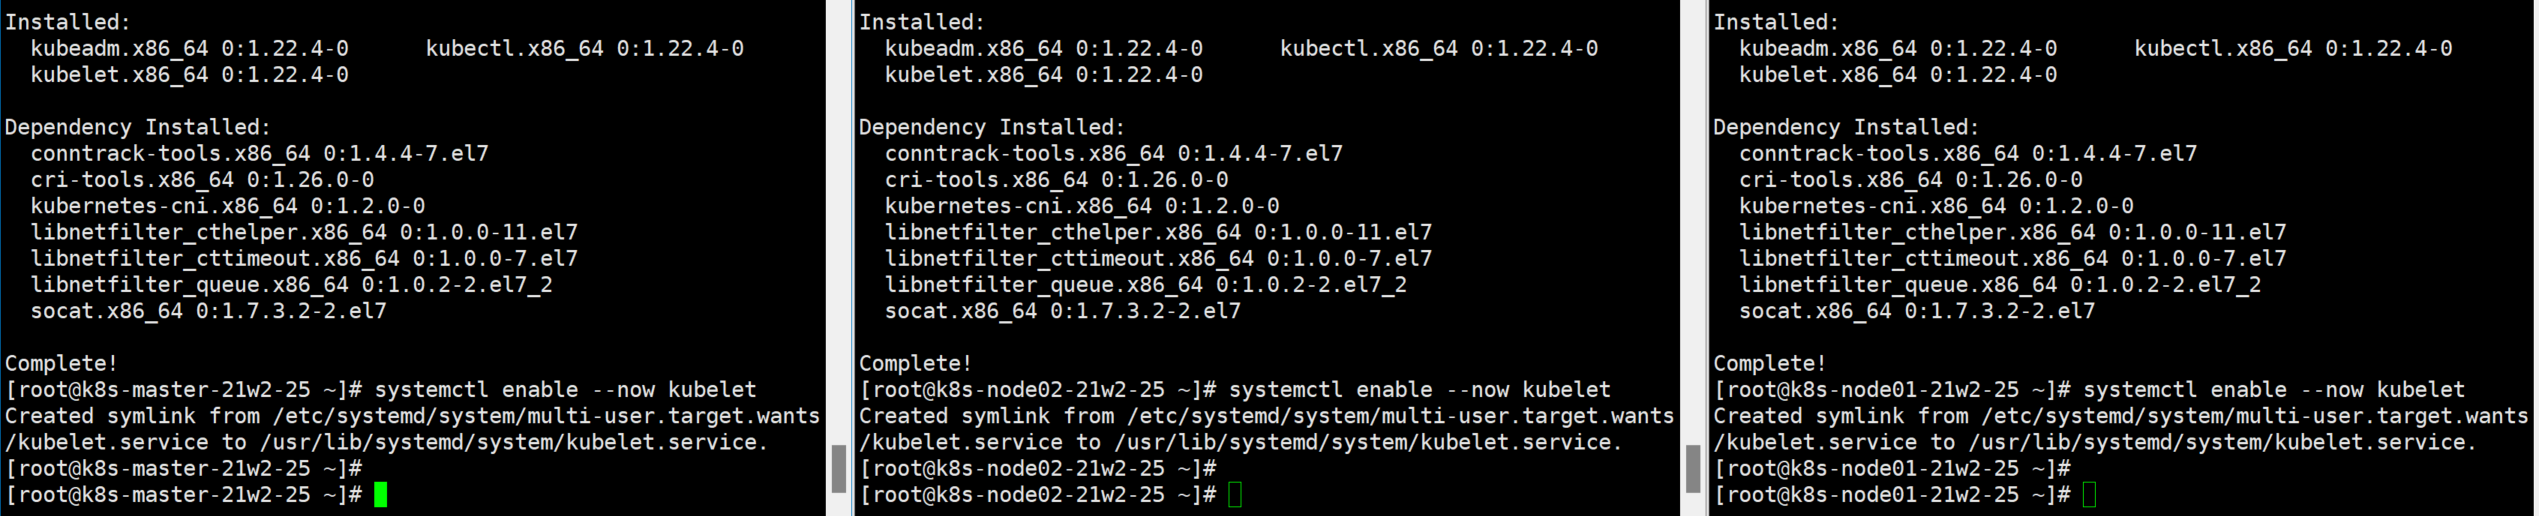 Installed:
  kubeadm.x86_64 0:1.22.4-0      kubectl.x86_64 0:1.22.4-0
  kubelet.x86_64 0:1.22.4-0

Dependency Installed:
  conntrack-tools.x86_64 0:1.4.4-7.el7
  cri-tools.x86_64 0:1.26.0-0
  kubernetes-cni.x86_64 0:1.2.0-0
  libnetfilter_cthelper.x86_64 0:1.0.0-11.el7
  libnetfilter_cttimeout.x86_64 0:1.0.0-7.el7
  libnetfilter_queue.x86_64 0:1.0.2-2.el7_2
  socat.x86_64 0:1.7.3.2-2.el7

Complete!
[root@k8s-master-21w2-25 ~]# systemctl enable --now kubelet
Created symlink from /etc/systemd/system/multi-user.target.wants
/kubelet.service to /usr/lib/systemd/system/kubelet.service.
[root@k8s-master-21w2-25 ~]#
[root@k8s-master-21w2-25 ~]#
Installed:
  kubeadm.x86_64 0:1.22.4-0      kubectl.x86_64 0:1.22.4-0
  kubelet.x86_64 0:1.22.4-0

Dependency Installed:
  conntrack-tools.x86_64 0:1.4.4-7.el7
  cri-tools.x86_64 0:1.26.0-0
  kubernetes-cni.x86_64 0:1.2.0-0
  libnetfilter_cthelper.x86_64 0:1.0.0-11.el7
  libnetfilter_cttimeout.x86_64 0:1.0.0-7.el7
  libnetfilter_queue.x86_64 0:1.0.2-2.el7_2
  socat.x86_64 0:1.7.3.2-2.el7

Complete!
[root@k8s-node02-21w2-25 ~]# systemctl enable --now kubelet
Created symlink from /etc/systemd/system/multi-user.target.wants
/kubelet.service to /usr/lib/systemd/system/kubelet.service.
[root@k8s-node02-21w2-25 ~]#
[root@k8s-node02-21w2-25 ~]#
Installed:
  kubeadm.x86_64 0:1.22.4-0      kubectl.x86_64 0:1.22.4-0
  kubelet.x86_64 0:1.22.4-0

Dependency Installed:
  conntrack-tools.x86_64 0:1.4.4-7.el7
  cri-tools.x86_64 0:1.26.0-0
  kubernetes-cni.x86_64 0:1.2.0-0
  libnetfilter_cthelper.x86_64 0:1.0.0-11.el7
  libnetfilter_cttimeout.x86_64 0:1.0.0-7.el7
  libnetfilter_queue.x86_64 0:1.0.2-2.el7_2
  socat.x86_64 0:1.7.3.2-2.el7

Complete!
[root@k8s-node01-21w2-25 ~]# systemctl enable --now kubelet
Created symlink from /etc/systemd/system/multi-user.target.wants
/kubelet.service to /usr/lib/systemd/system/kubelet.service.
[root@k8s-node01-21w2-25 ~]#
[root@k8s-node01-21w2-25 ~]#